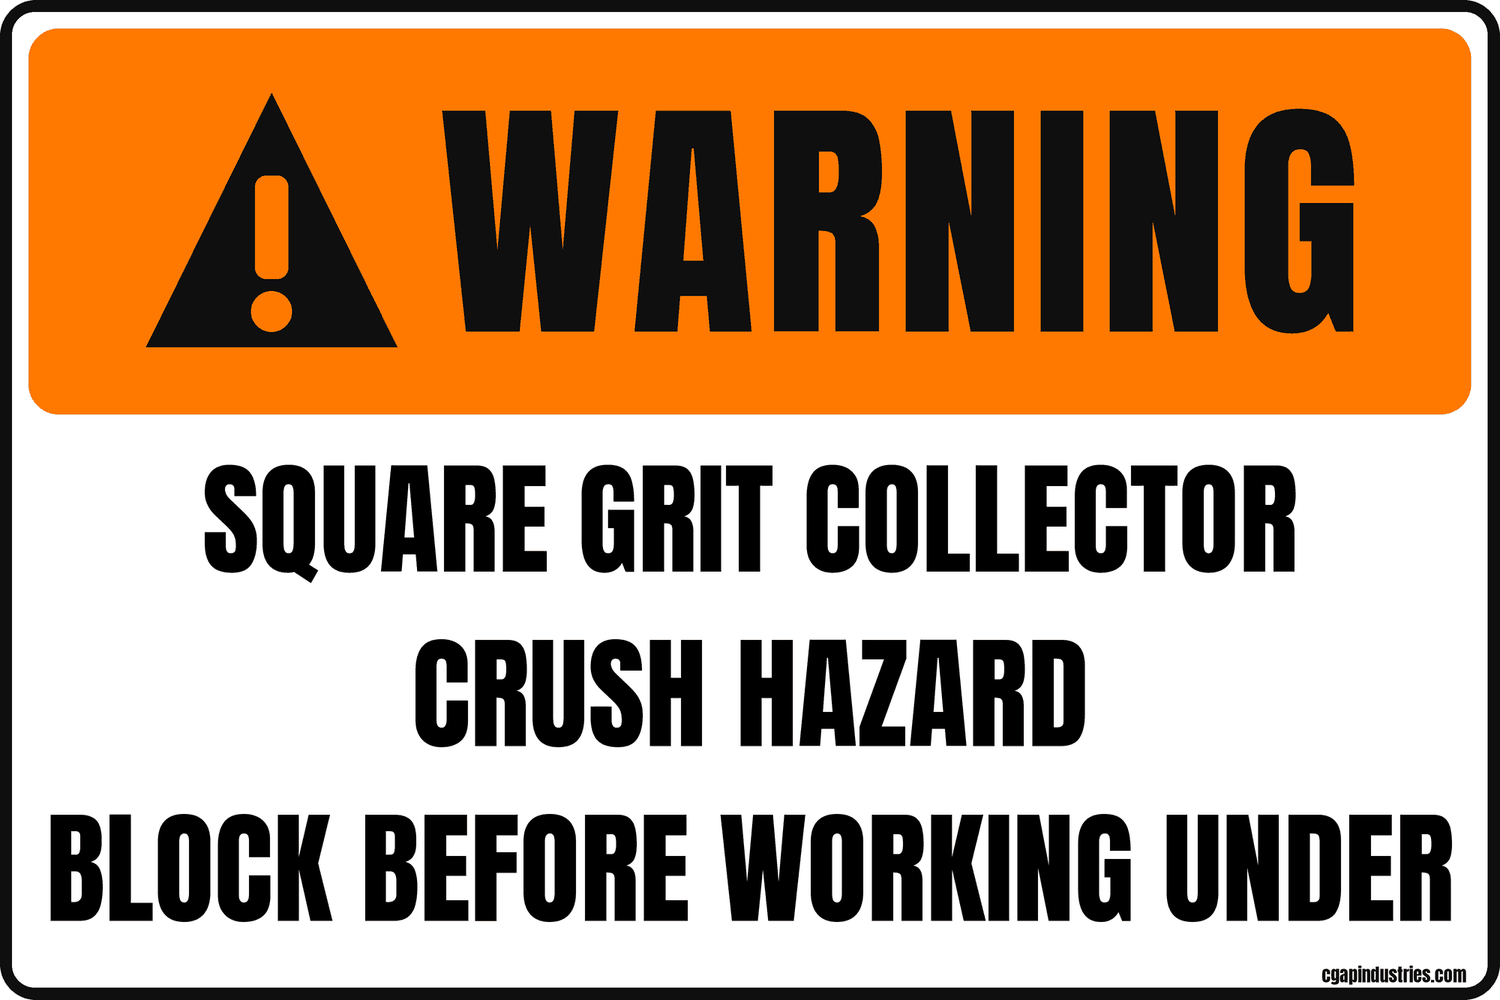 WARNING
SQUARE GRIT COLLECTOR
CRUSH HAZARD
BLOCK BEFORE WORKING UNDER
cgapindustries.com